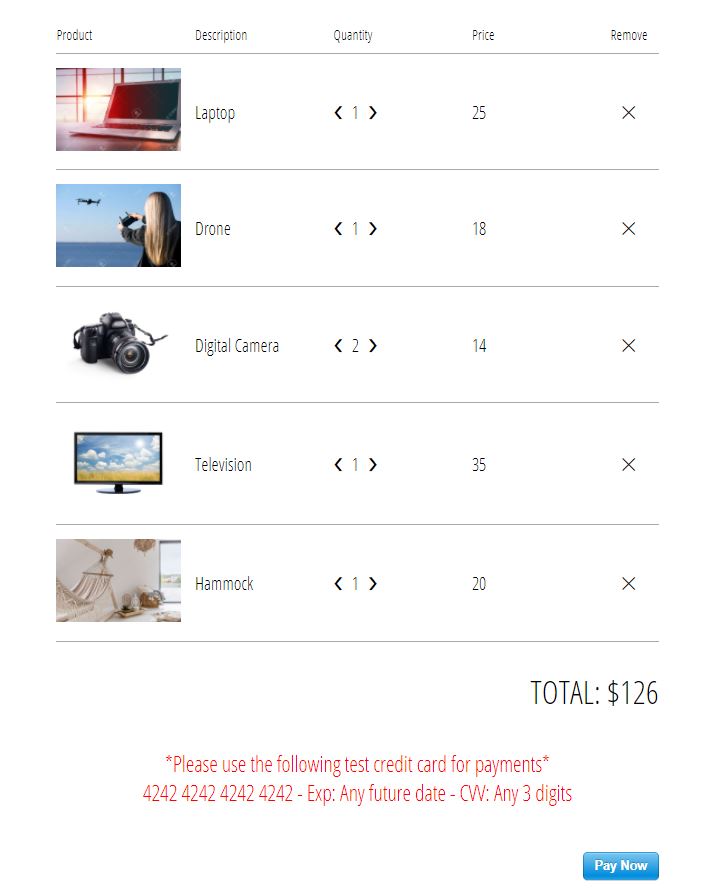 Product Description Quantity Price Remove
Laptop ❮ 1 ❯ 25 ✕
Drone ❮ 1 ❯ 18 ✕
Digital Camera ❮ 2 ❯ 14 ✕
Television ❮ 1 ❯ 35 ✕
Hammock ❮ 1 ❯ 20 ✕
TOTAL: $126
*Please use the following test credit card for payments*
4242 4242 4242 4242 - Exp: Any future date - CVV: Any 3 digits
Pay Now